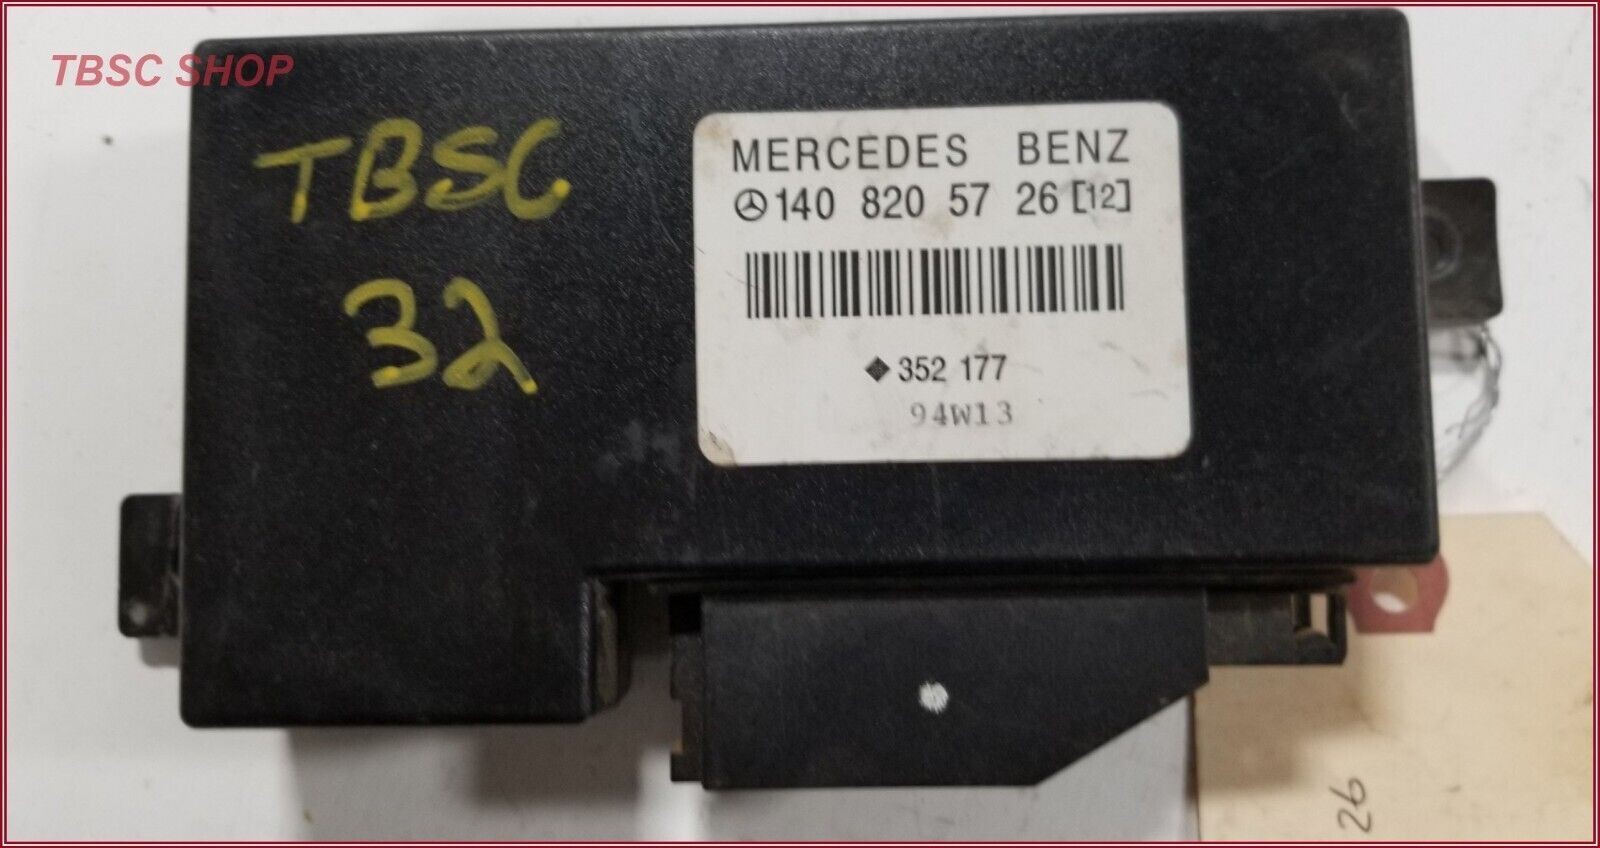 TBSC SHOP
TBSC
32
MERCEDES BENZ
140 820 57 26 [12]
352 177
94W13
26